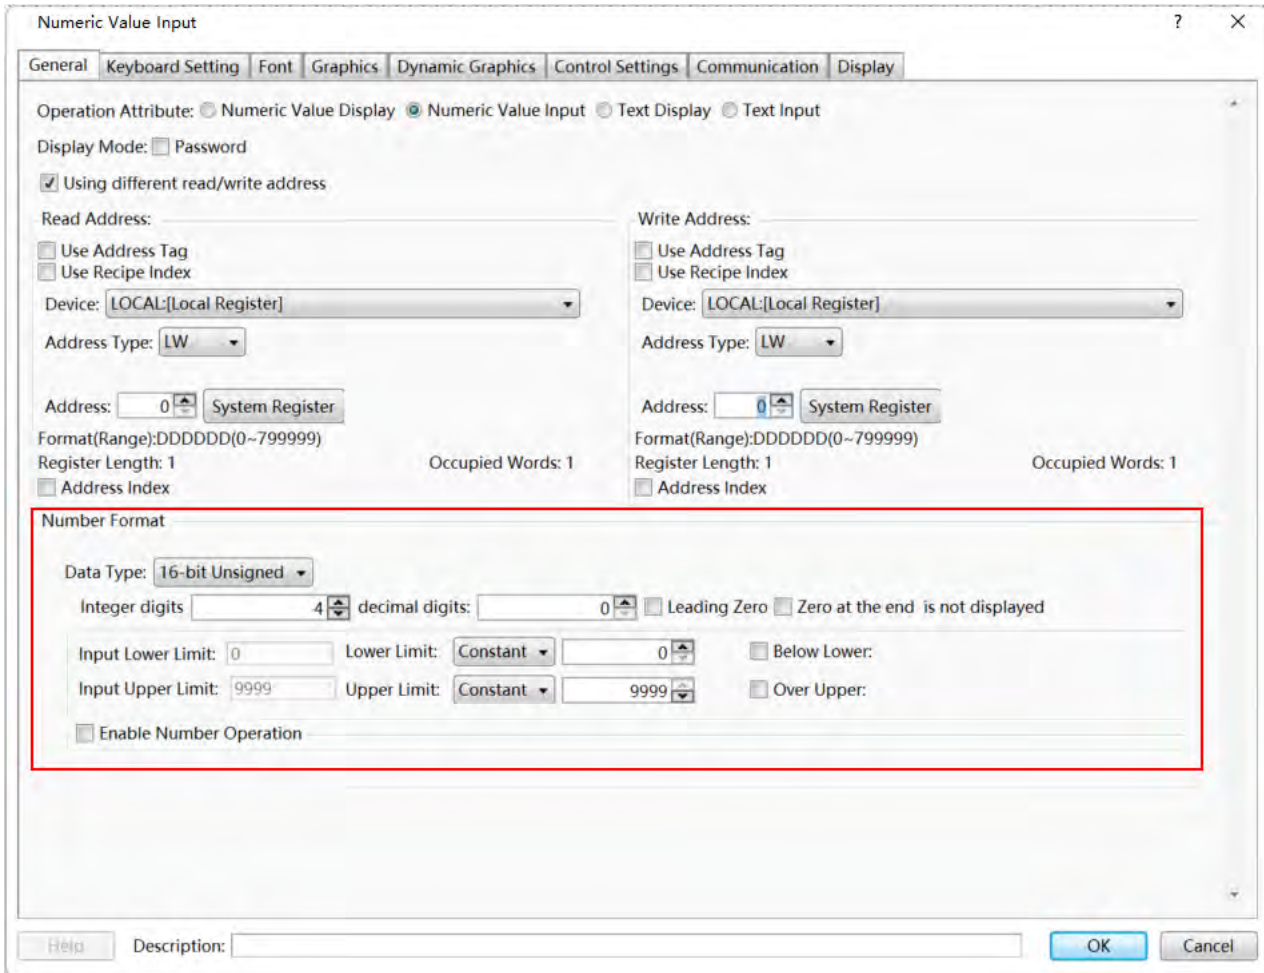 Numeric Value Input ?
General Keyboard Setting Font Graphics Dynamic Graphics Control Settings Communication Display
Operation Attribute: Numeric Value Display Numeric Value Input Text Display Text Input
Display Mode: Password
Using different read/write address
Read Address: Write Address:
Use Address Tag Use Address Tag
Use Recipe Index Use Recipe Index
Device: LOCAL:[Local Register] Device: LOCAL:[Local Register]
Address Type: LW Address Type: LW
Address: 0 System Register Address: 0 System Register
Format(Range):DDDDDD(0~799999) Format(Range):DDDDDD(0~799999)
Register Length: 1 Occupied Words: 1 Register Length: 1 Occupied Words: 1
Address Index Address Index
Number Format
Data Type: 16-bit Unsigned
Integer digits 4 decimal digits: 0 Leading Zero Zero at the end is not displayed
Input Lower Limit: 0 Lower Limit: Constant 0 Below Lower:
Input Upper Limit: 9999 Upper Limit: Constant 9999 Over Upper:
Enable Number Operation
Help Description: OK Cancel